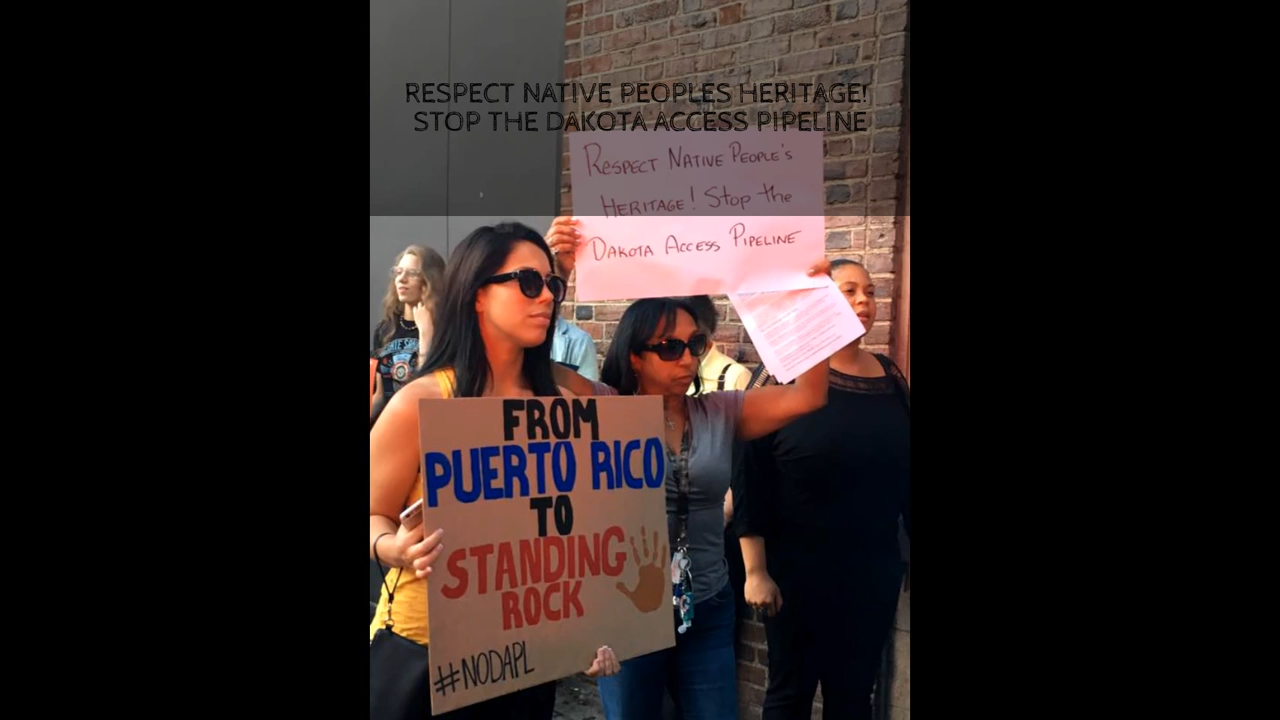 RESPECT NATIVE PEOPLES HERITAGE!
STOP THE DAKOTA ACCESS PIPELINE
RESPECT NATIVE PEOPLE'S
HERITAGE! STOP the
DAKOTA ACCESS PIPELINE
FROM
PUERTO RICO
TO
STANDING
ROCK
#NODAPL